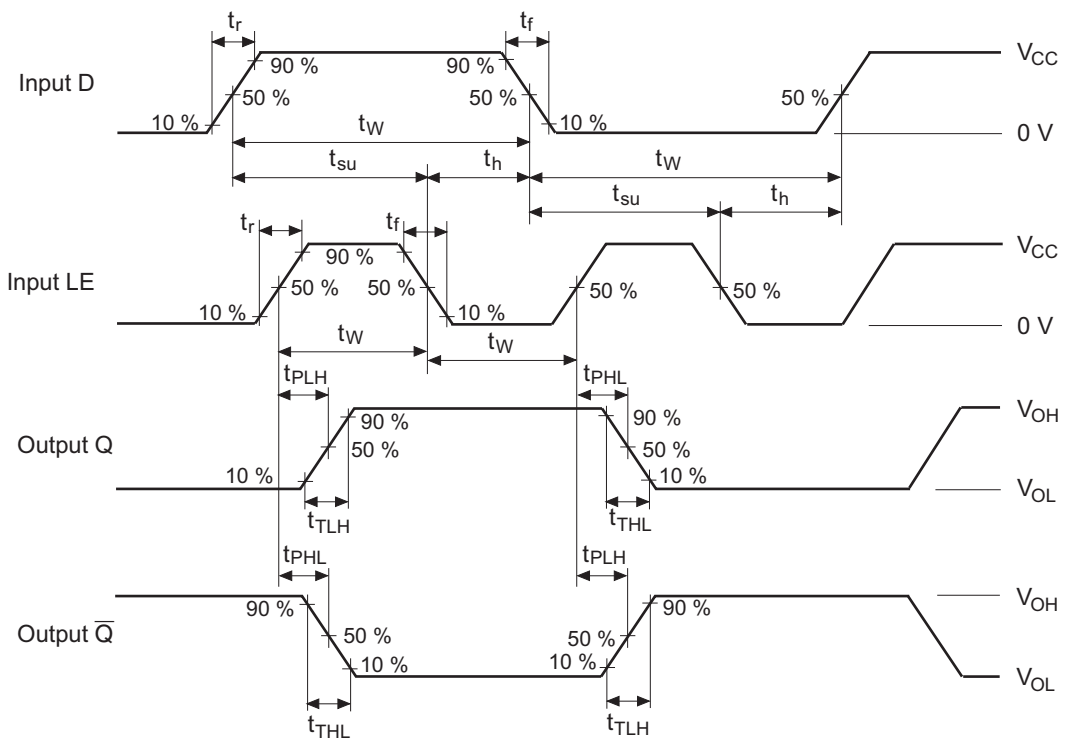 tr
tf
90 %
90 %
VCC
Input D
50 %
50 %
50 %
10 %
tW
10 %
0 V
tsu
th
tW
tsu
th
tr
tf
90 %
VCC
Input LE
50 %
50 %
50 %
50 %
10 %
10 %
0 V
tW
tW
tPLH
tPHL
90 %
90 %
VOH
Output Q
50 %
50 %
10 %
10 %
VOL
tTLH
tTHL
tPHL
tPLH
90 %
90 %
VOH
Output Q̅
50 %
50 %
10 %
10 %
VOL
tTHL
tTLH